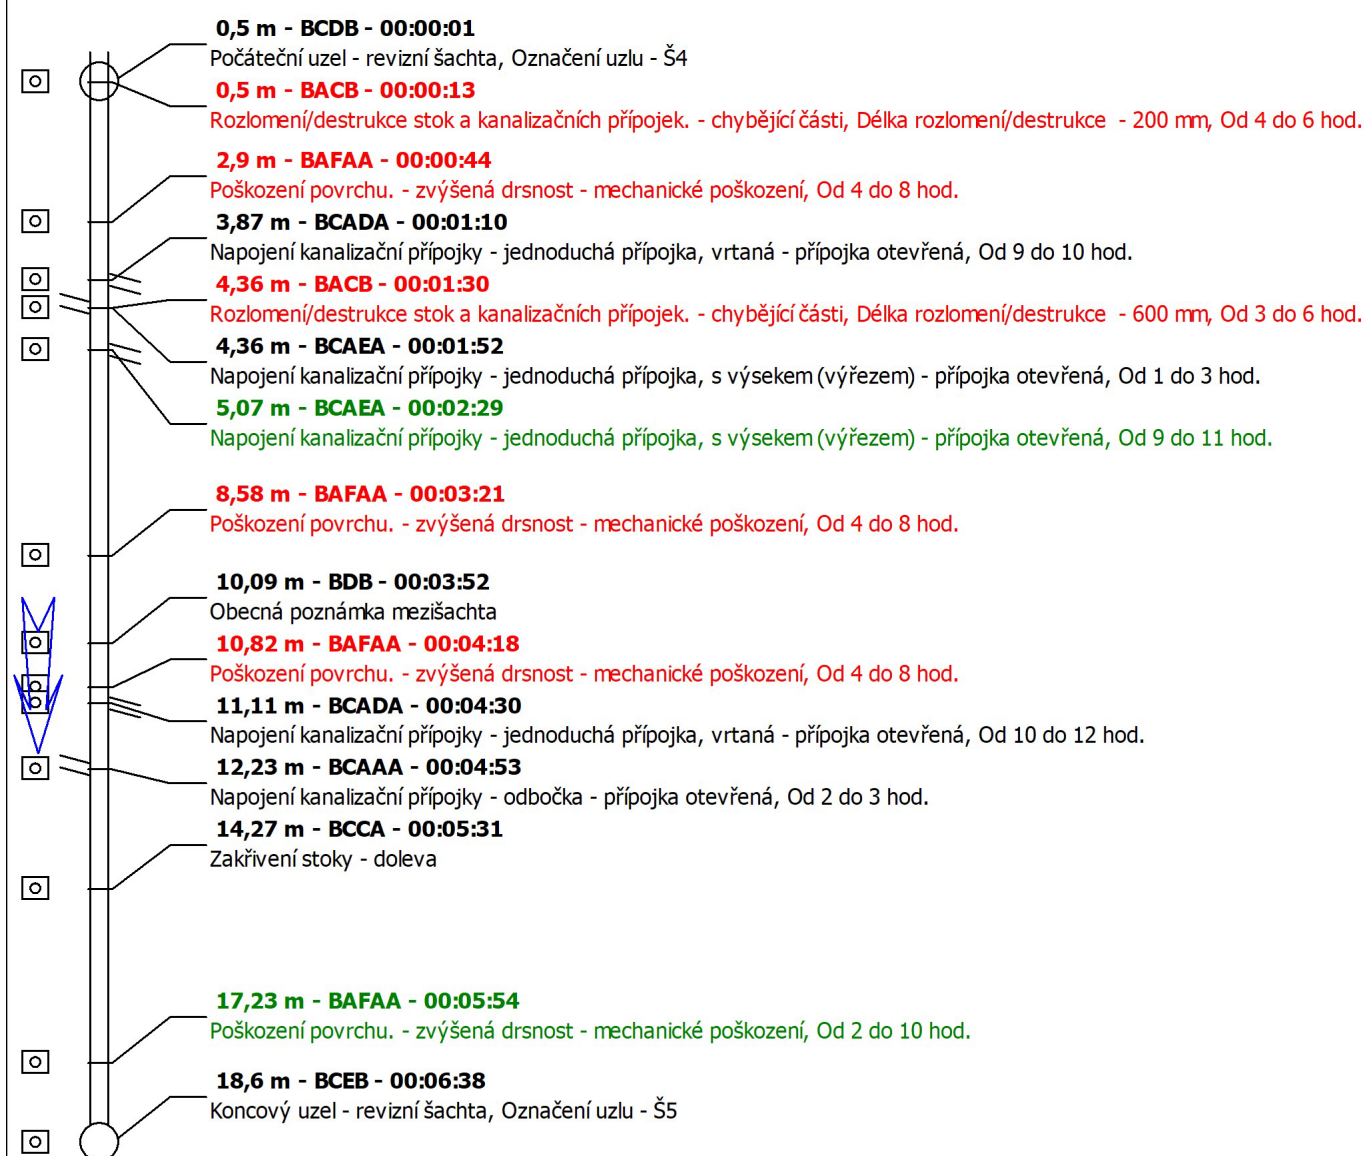 0,5 m - BCDB - 00:00:01
Počáteční uzel - revizní šachta, Označení uzlu - Š4
0,5 m - BACB - 00:00:13
Rozlomení/destrukce stok a kanalizačních přípojek. - chybějící části, Délka rozlomení/destrukce - 200 mm, Od 4 do 6 hod.
2,9 m - BAFAA - 00:00:44
Poškození povrchu. - zvýšená drsnost - mechanické poškození, Od 4 do 8 hod.
3,87 m - BCADA - 00:01:10
Napojení kanalizační přípojky - jednoduchá přípojka, vrtaná - přípojka otevřená, Od 9 do 10 hod.
4,36 m - BACB - 00:01:30
Rozlomení/destrukce stok a kanalizačních přípojek. - chybějící části, Délka rozlomení/destrukce - 600 mm, Od 3 do 6 hod.
4,36 m - BCAEA - 00:01:52
Napojení kanalizační přípojky - jednoduchá přípojka, s výsekem (výřezem) - přípojka otevřená, Od 1 do 3 hod.
5,07 m - BCAEA - 00:02:29
Napojení kanalizační přípojky - jednoduchá přípojka, s výsekem (výřezem) - přípojka otevřená, Od 9 do 11 hod.
8,58 m - BAFAA - 00:03:21
Poškození povrchu. - zvýšená drsnost - mechanické poškození, Od 4 do 8 hod.
10,09 m - BDB - 00:03:52
Obecná poznámka mezišachta
10,82 m - BAFAA - 00:04:18
Poškození povrchu. - zvýšená drsnost - mechanické poškození, Od 4 do 8 hod.
11,11 m - BCADA - 00:04:30
Napojení kanalizační přípojky - jednoduchá přípojka, vrtaná - přípojka otevřená, Od 10 do 12 hod.
12,23 m - BCAAA - 00:04:53
Napojení kanalizační přípojky - odbočka - přípojka otevřená, Od 2 do 3 hod.
14,27 m - BCCA - 00:05:31
Zakřivení stoky - doleva
17,23 m - BAFAA - 00:05:54
Poškození povrchu. - zvýšená drsnost - mechanické poškození, Od 2 do 10 hod.
18,6 m - BCEB - 00:06:38
Koncový uzel - revizní šachta, Označení uzlu - Š5